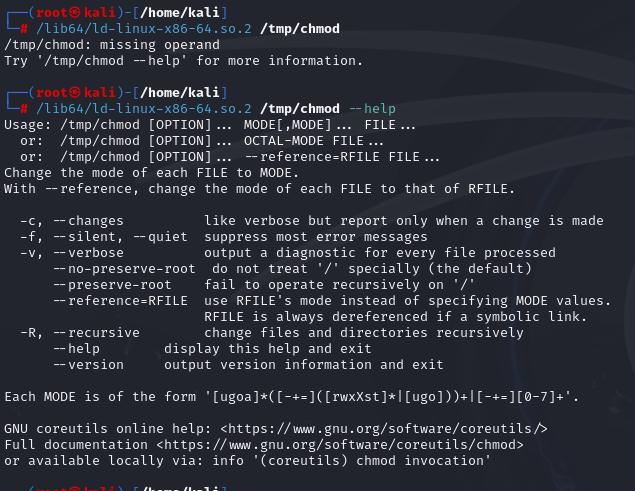 ┌──(root㉿kali)-[/home/kali]
└─# /lib64/ld-linux-x86-64.so.2 /tmp/chmod
/tmp/chmod: missing operand
Try '/tmp/chmod --help' for more information.
┌──(root㉿kali)-[/home/kali]
└─# /lib64/ld-linux-x86-64.so.2 /tmp/chmod --help
Usage: /tmp/chmod [OPTION]... MODE[,MODE]... FILE...
  or:  /tmp/chmod [OPTION]... OCTAL-MODE FILE...
  or:  /tmp/chmod [OPTION]... --reference=RFILE FILE...
Change the mode of each FILE to MODE.
With --reference, change the mode of each FILE to that of RFILE.
  -c, --changes          like verbose but report only when a change is made
  -f, --silent, --quiet  suppress most error messages
  -v, --verbose          output a diagnostic for every file processed
      --no-preserve-root  do not treat '/' specially (the default)
      --preserve-root    fail to operate recursively on '/'
      --reference=RFILE  use RFILE's mode instead of specifying MODE values.
                         RFILE is always dereferenced if a symbolic link.
  -R, --recursive        change files and directories recursively
      --help        display this help and exit
      --version     output version information and exit
Each MODE is of the form '[ugoa]*([-+=]([rwxXst]*|[ugo]))+|[-+=][0-7]+'.
GNU coreutils online help: <https://www.gnu.org/software/coreutils/>
Full documentation <https://www.gnu.org/software/coreutils/chmod>
or available locally via: info '(coreutils) chmod invocation'
┌──(root㉿kali)-[/home/kali]